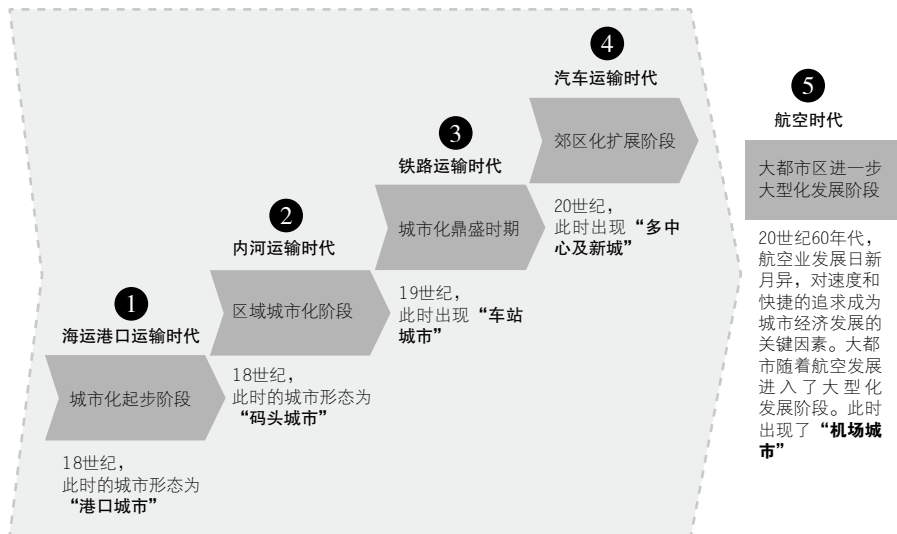 1
海运港口运输时代
城市化起步阶段
18世纪，
此时的城市形态为
“港口城市”
2
内河运输时代
区域城市化阶段
18世纪，
此时的城市形态为
“码头城市”
3
铁路运输时代
城市化鼎盛时期
19世纪，
此时出现“车站
城市”
4
汽车运输时代
郊区化扩展阶段
20世纪，
此时出现“多中
心及新城”
5
航空时代
大都市区进一步
大型化发展阶段
20世纪60年代，
航空业发展日新
月异，对速度和
快捷的追求成为
城市经济发展的
关键因素。大都
市随着航空发展
进入了大型化
发展阶段。此时
出现了“机场城
市”